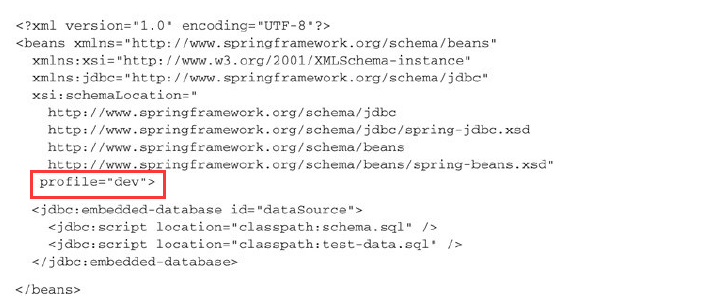 <?xml version="1.0" encoding="UTF-8"?>
<beans xmlns="http://www.springframework.org/schema/beans"
xmlns:xsi="http://www.w3.org/2001/XMLSchema-instance"
xmlns:jdbc="http://www.springframework.org/schema/jdbc"
xsi:schemaLocation="
http://www.springframework.org/schema/jdbc
http://www.springframework.org/schema/jdbc/spring-jdbc.xsd
http://www.springframework.org/schema/beans
http://www.springframework.org/schema/beans/spring-beans.xsd"
profile="dev">
<jdbc:embedded-database id="dataSource">
<jdbc:script location="classpath:schema.sql" />
<jdbc:script location="classpath:test-data.sql" />
</jdbc:embedded-database>
</beans>